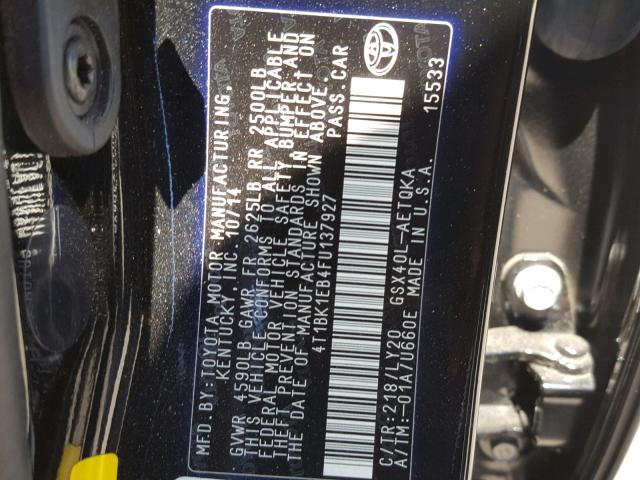 MFD. BY: TOYOTA MOTOR MANUFACTURING,
KENTUCKY, INC. 10/14
GVWR 4590LB GAWR FR 2625LB RR 2500LB
THIS VEHICLE CONFORMS TO ALL APPLICABLE
FEDERAL MOTOR VEHICLE SAFETY BUMPER AND
THEFT PREVENTION STANDARDS IN EFFECT ON
THE DATE OF MANUFACTURE SHOWN ABOVE.
4T1BK1EB4FU137927 PASS.CAR
C/TR:218/LY20 GSX40L-AETQKA
A/TM:-01A/U660E MADE IN U.S.A.
15533